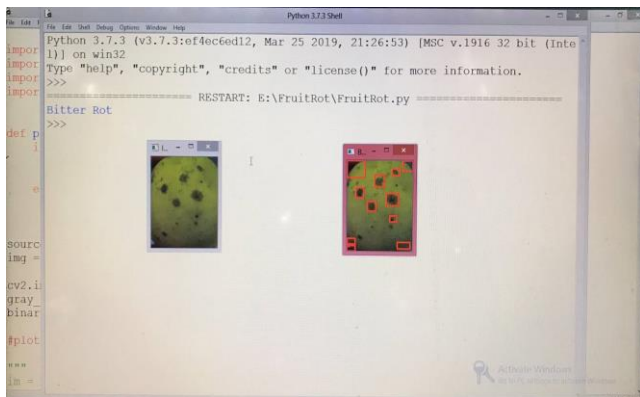 Python 3.7.3 Shell
File Edit Shell Debug Options Window Help
Python 3.7.3 (v3.7.3:ef4ec6ed12, Mar 25 2019, 21:26:53) [MSC v.1916 32 bit (Inte
l)] on win32
Type "help", "copyright", "credits" or "license()" for more information.
>>>
====================== RESTART: E:\FruitRot\FruitRot.py ======================
Bitter Rot
>>>
impor
impor
impor
impor
def p
sourc
img =
cv2.i
gray_
binar
#plot
"""
im =
Activate Windows